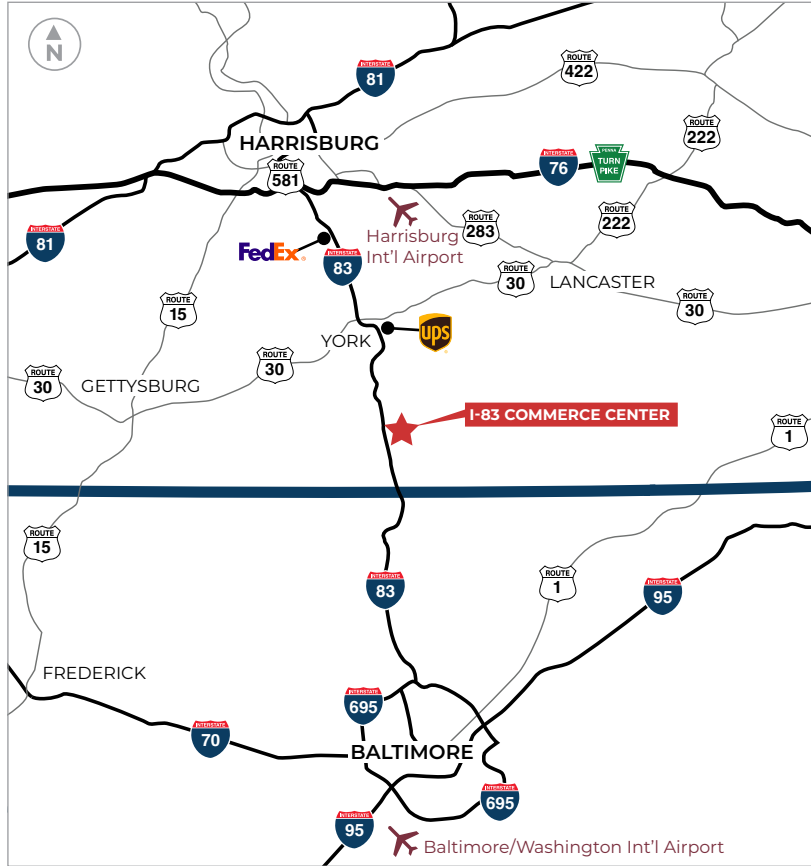 N
INTERSTATE
81
ROUTE
422
ROUTE
222
HARRISBURG
ROUTE
581
INTERSTATE
76
PENNA
TURN
PIKE
ROUTE
222
INTERSTATE
81
FedEx®
Harrisburg
Int'l Airport
ROUTE
283
INTERSTATE
83
ROUTE
30
LANCASTER
ROUTE
15
ROUTE
30
YORK
ups
ROUTE
30
GETTYSBURG
ROUTE
30
I-83 COMMERCE CENTER
ROUTE
1
ROUTE
15
INTERSTATE
83
ROUTE
1
INTERSTATE
95
FREDERICK
INTERSTATE
695
INTERSTATE
70
BALTIMORE
INTERSTATE
695
INTERSTATE
95
Baltimore/Washington Int'l Airport